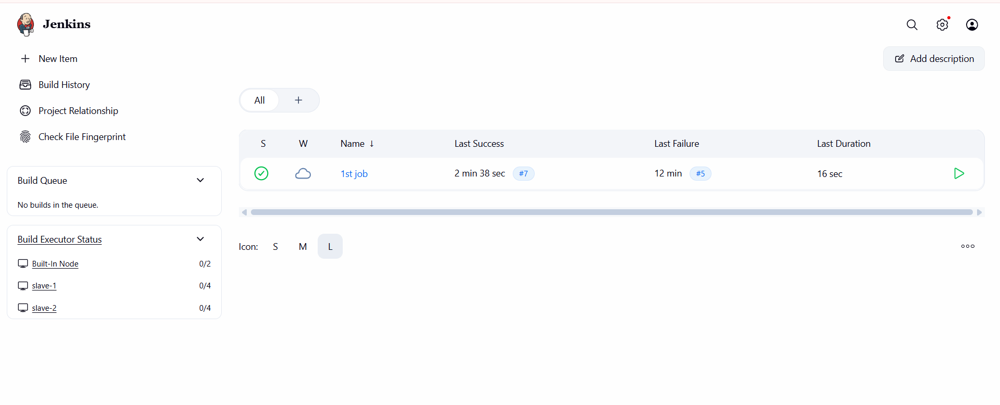 Jenkins
New Item
Build History
Project Relationship
Check File Fingerprint
Build Queue
No builds in the queue.
Build Executor Status
Built-In Node 0/2
slave-1 0/4
slave-2 0/4
Add description
All +
S W Name ↓ Last Success Last Failure Last Duration
1st job 2 min 38 sec #7 12 min #5 16 sec
Icon: S M L